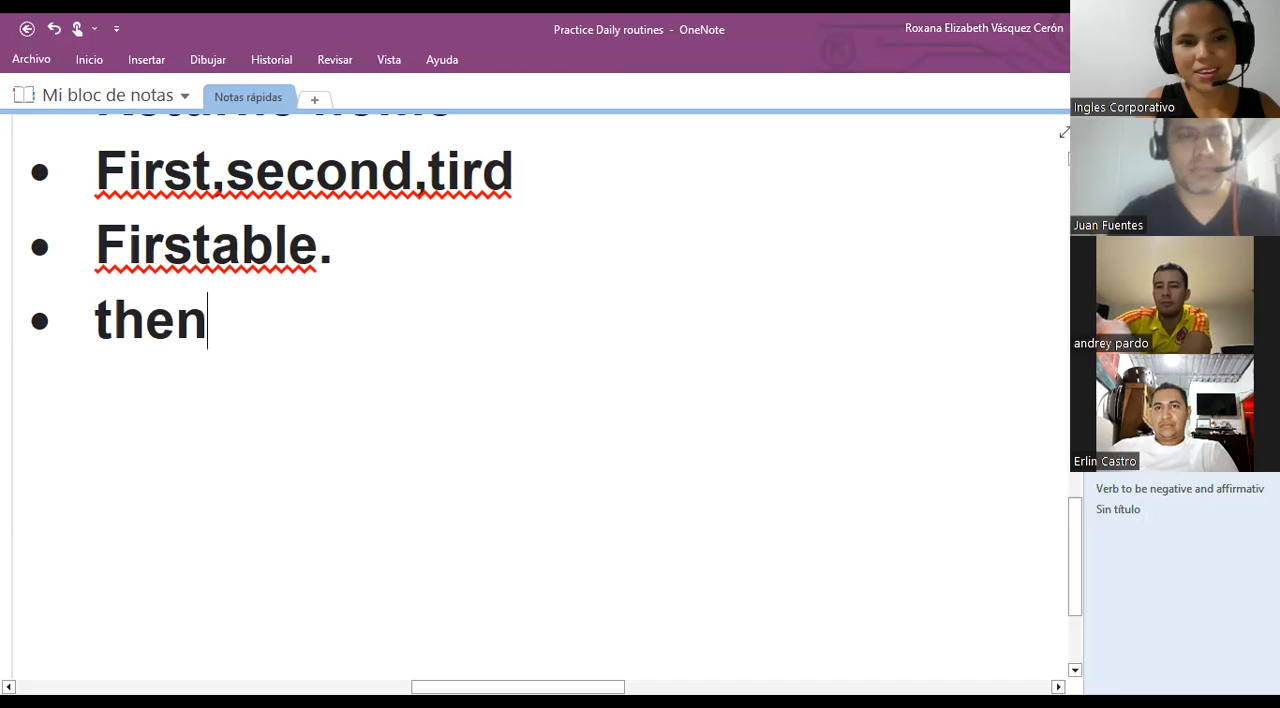 Practice Daily routines - OneNote
Roxana Elizabeth Vásquez Cerón
Archivo Inicio Insertar Dibujar Historial Revisar Vista Ayuda
Mi bloc de notas
Notas rápidas
First,second,tird
Firstable.
then
Ingles Corporativo
Juan Fuentes
andrey pardo
Erlin Castro
Verb to be negative and affirmativ
Sin título